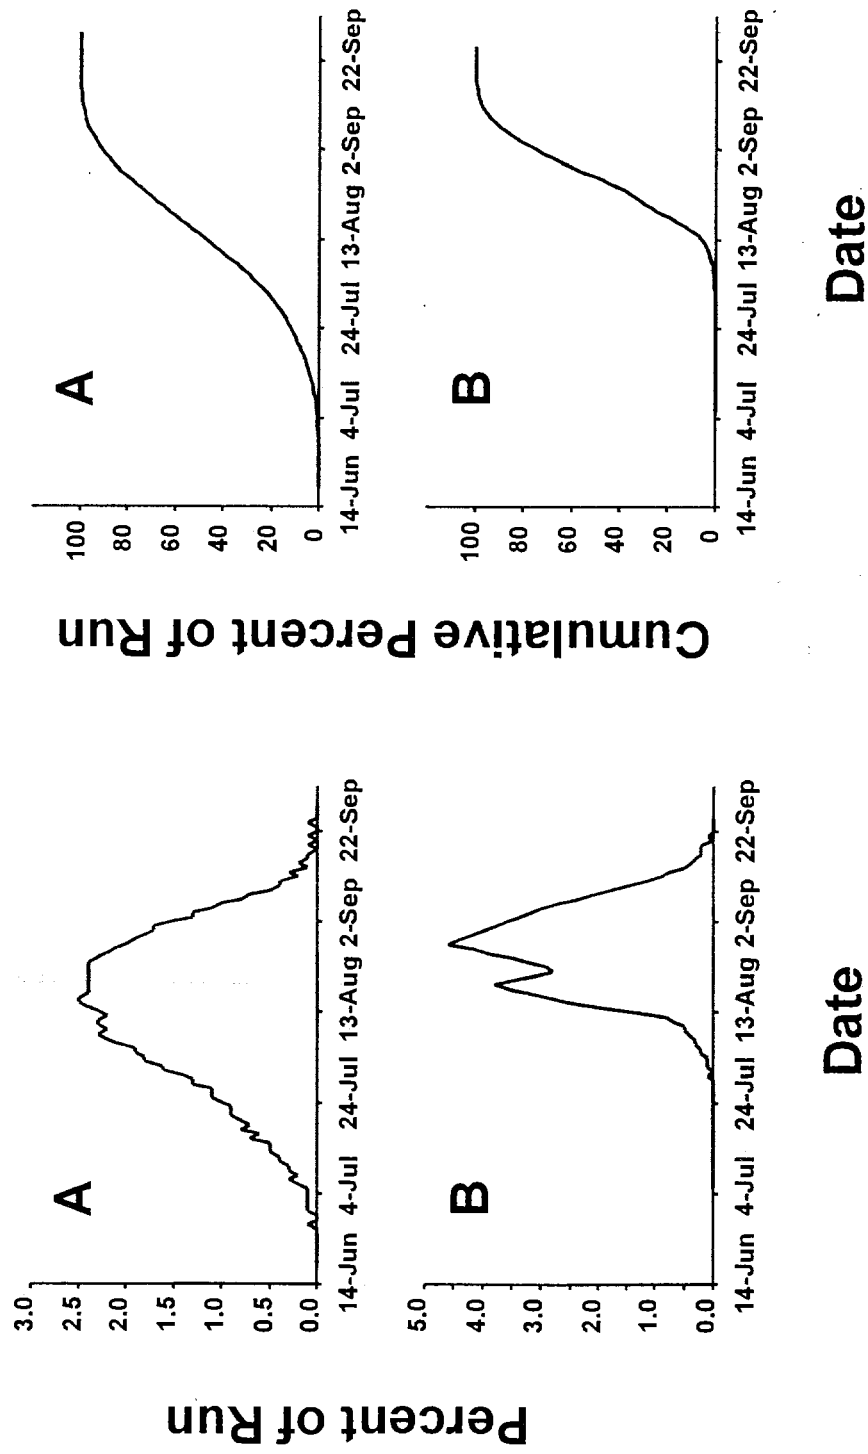 Percent of Run
A
3.0
2.5
2.0
1.5
1.0
0.5
0.0
14-Jun 4-Jul 24-Jul 13-Aug 2-Sep 22-Sep
B
5.0
4.0
3.0
2.0
1.0
0.0
14-Jun 4-Jul 24-Jul 13-Aug 2-Sep 22-Sep
Date
Cumulative Percent of Run
A
100
80
60
40
20
0
14-Jun 4-Jul 24-Jul 13-Aug 2-Sep 22-Sep
B
100
80
60
40
20
0
14-Jun 4-Jul 24-Jul 13-Aug 2-Sep 22-Sep
Date